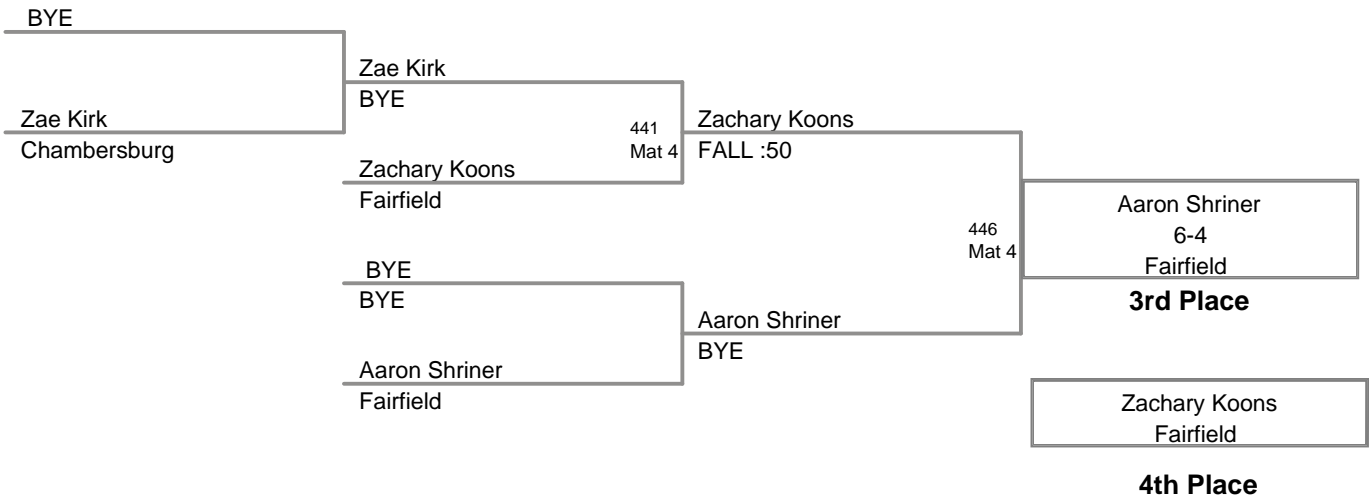 BYE
Zae Kirk
BYE
Zae Kirk
Chambersburg
441
Mat 4
Zachary Koons
FALL :50
Zachary Koons
Fairfield
Aaron Shriner
6-4
Fairfield
446
Mat 4
BYE
BYE
3rd Place
Aaron Shriner
BYE
Aaron Shriner
Fairfield
Zachary Koons
Fairfield
4th Place